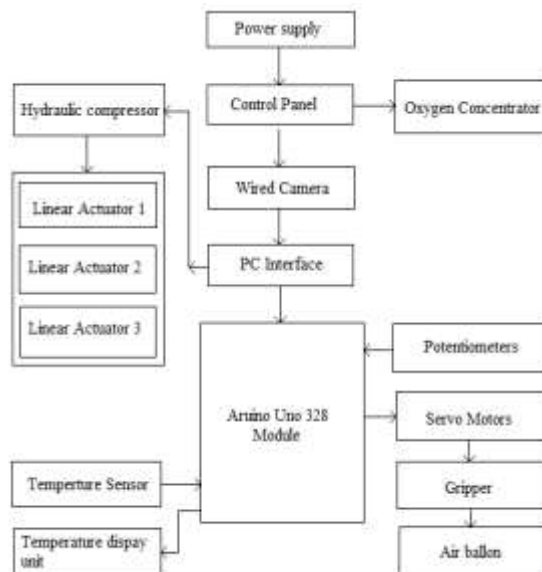 Power supply
Hydraulic compressor
Control Panel
Oxygen Concentrator
Wired Camera
Linear Actuator 1
Linear Actuator 2
PC Interface
Linear Actuator 3
Potentiometers
Aruino Uno 328
Module
Servo Motors
Temperture Sensor
Gripper
Temperature dispay
unit
Air ballon